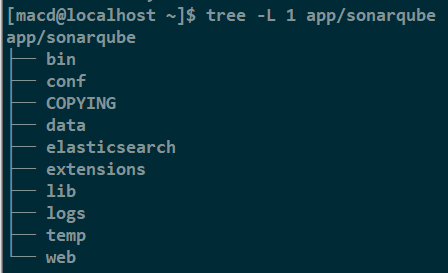 [macd@localhost ~]$ tree -L 1 app/sonarqube
app/sonarqube
├── bin
├── conf
├── COPYING
├── data
├── elasticsearch
├── extensions
├── lib
├── logs
├── temp
└── web